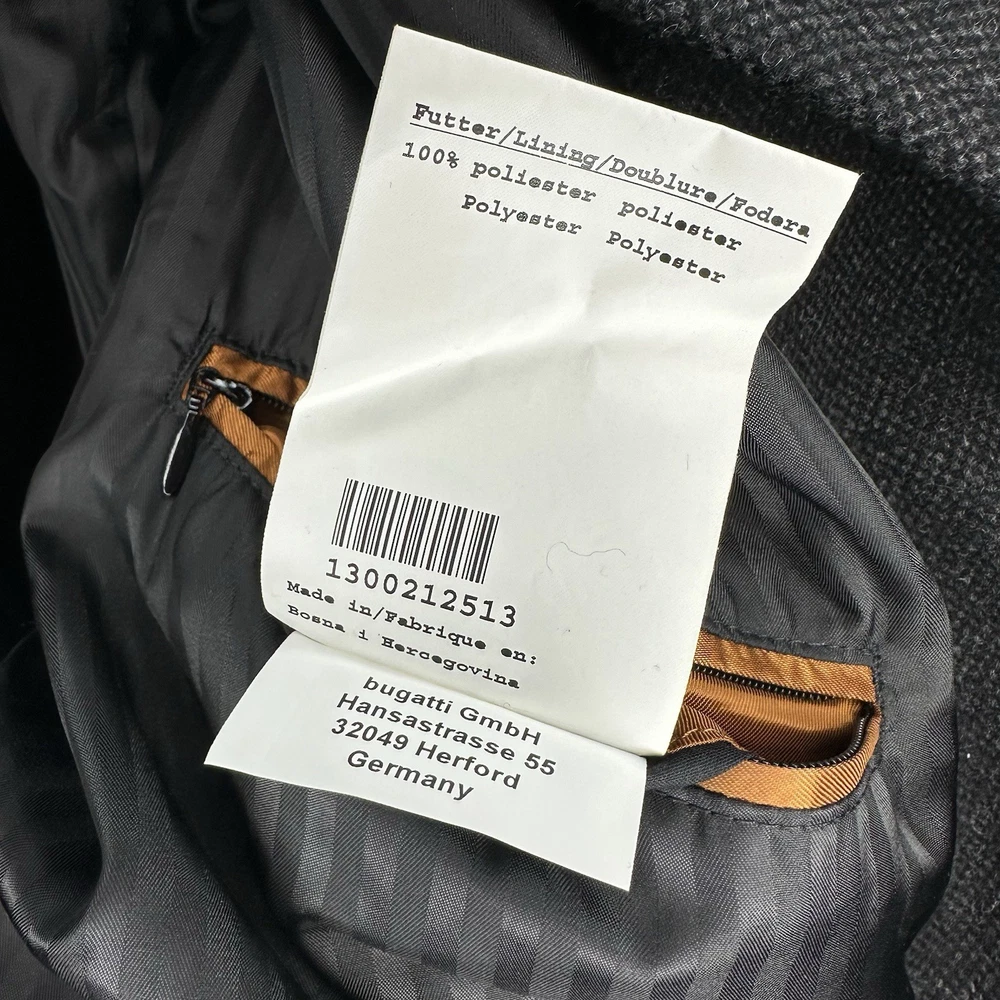 Futter/Lining/Doublure/Fodera
100% poliester poliester
Polyester Polyester
1300212513
Made in/Fabrique en:
Bosna i Hercegovina
bugatti GmbH
Hansastrasse 55
32049 Herford
Germany